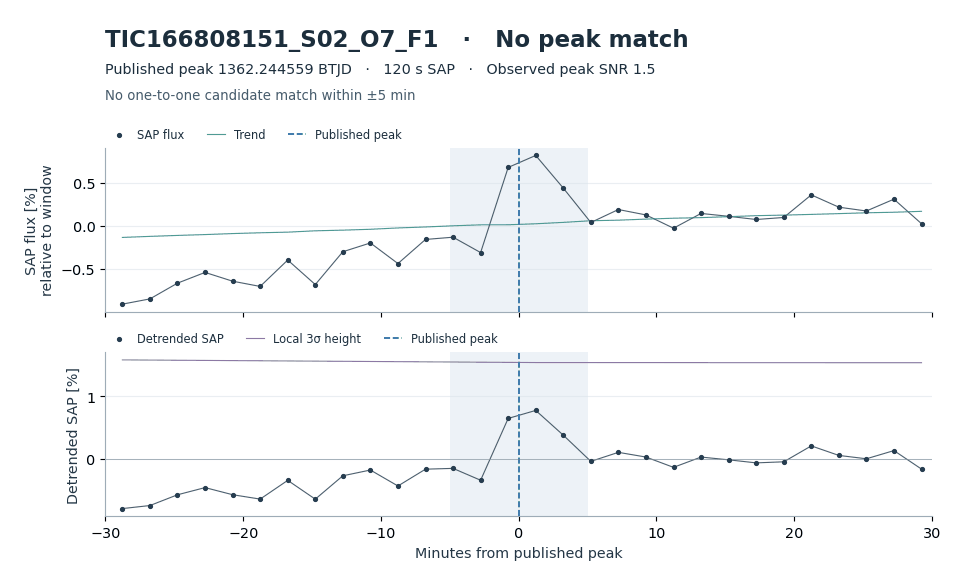 TIC166808151_S02_O7_F1 · No peak match
Published peak 1362.244559 BTJD · 120 s SAP · Observed peak SNR 1.5
No one-to-one candidate match within ±5 min
SAP flux Trend Published peak
SAP flux [%]
relative to window
0.5
0.0
−0.5
Detrended SAP Local 3σ height Published peak
Detrended SAP [%]
1
0
−30 −20 −10 0 10 20 30
Minutes from published peak